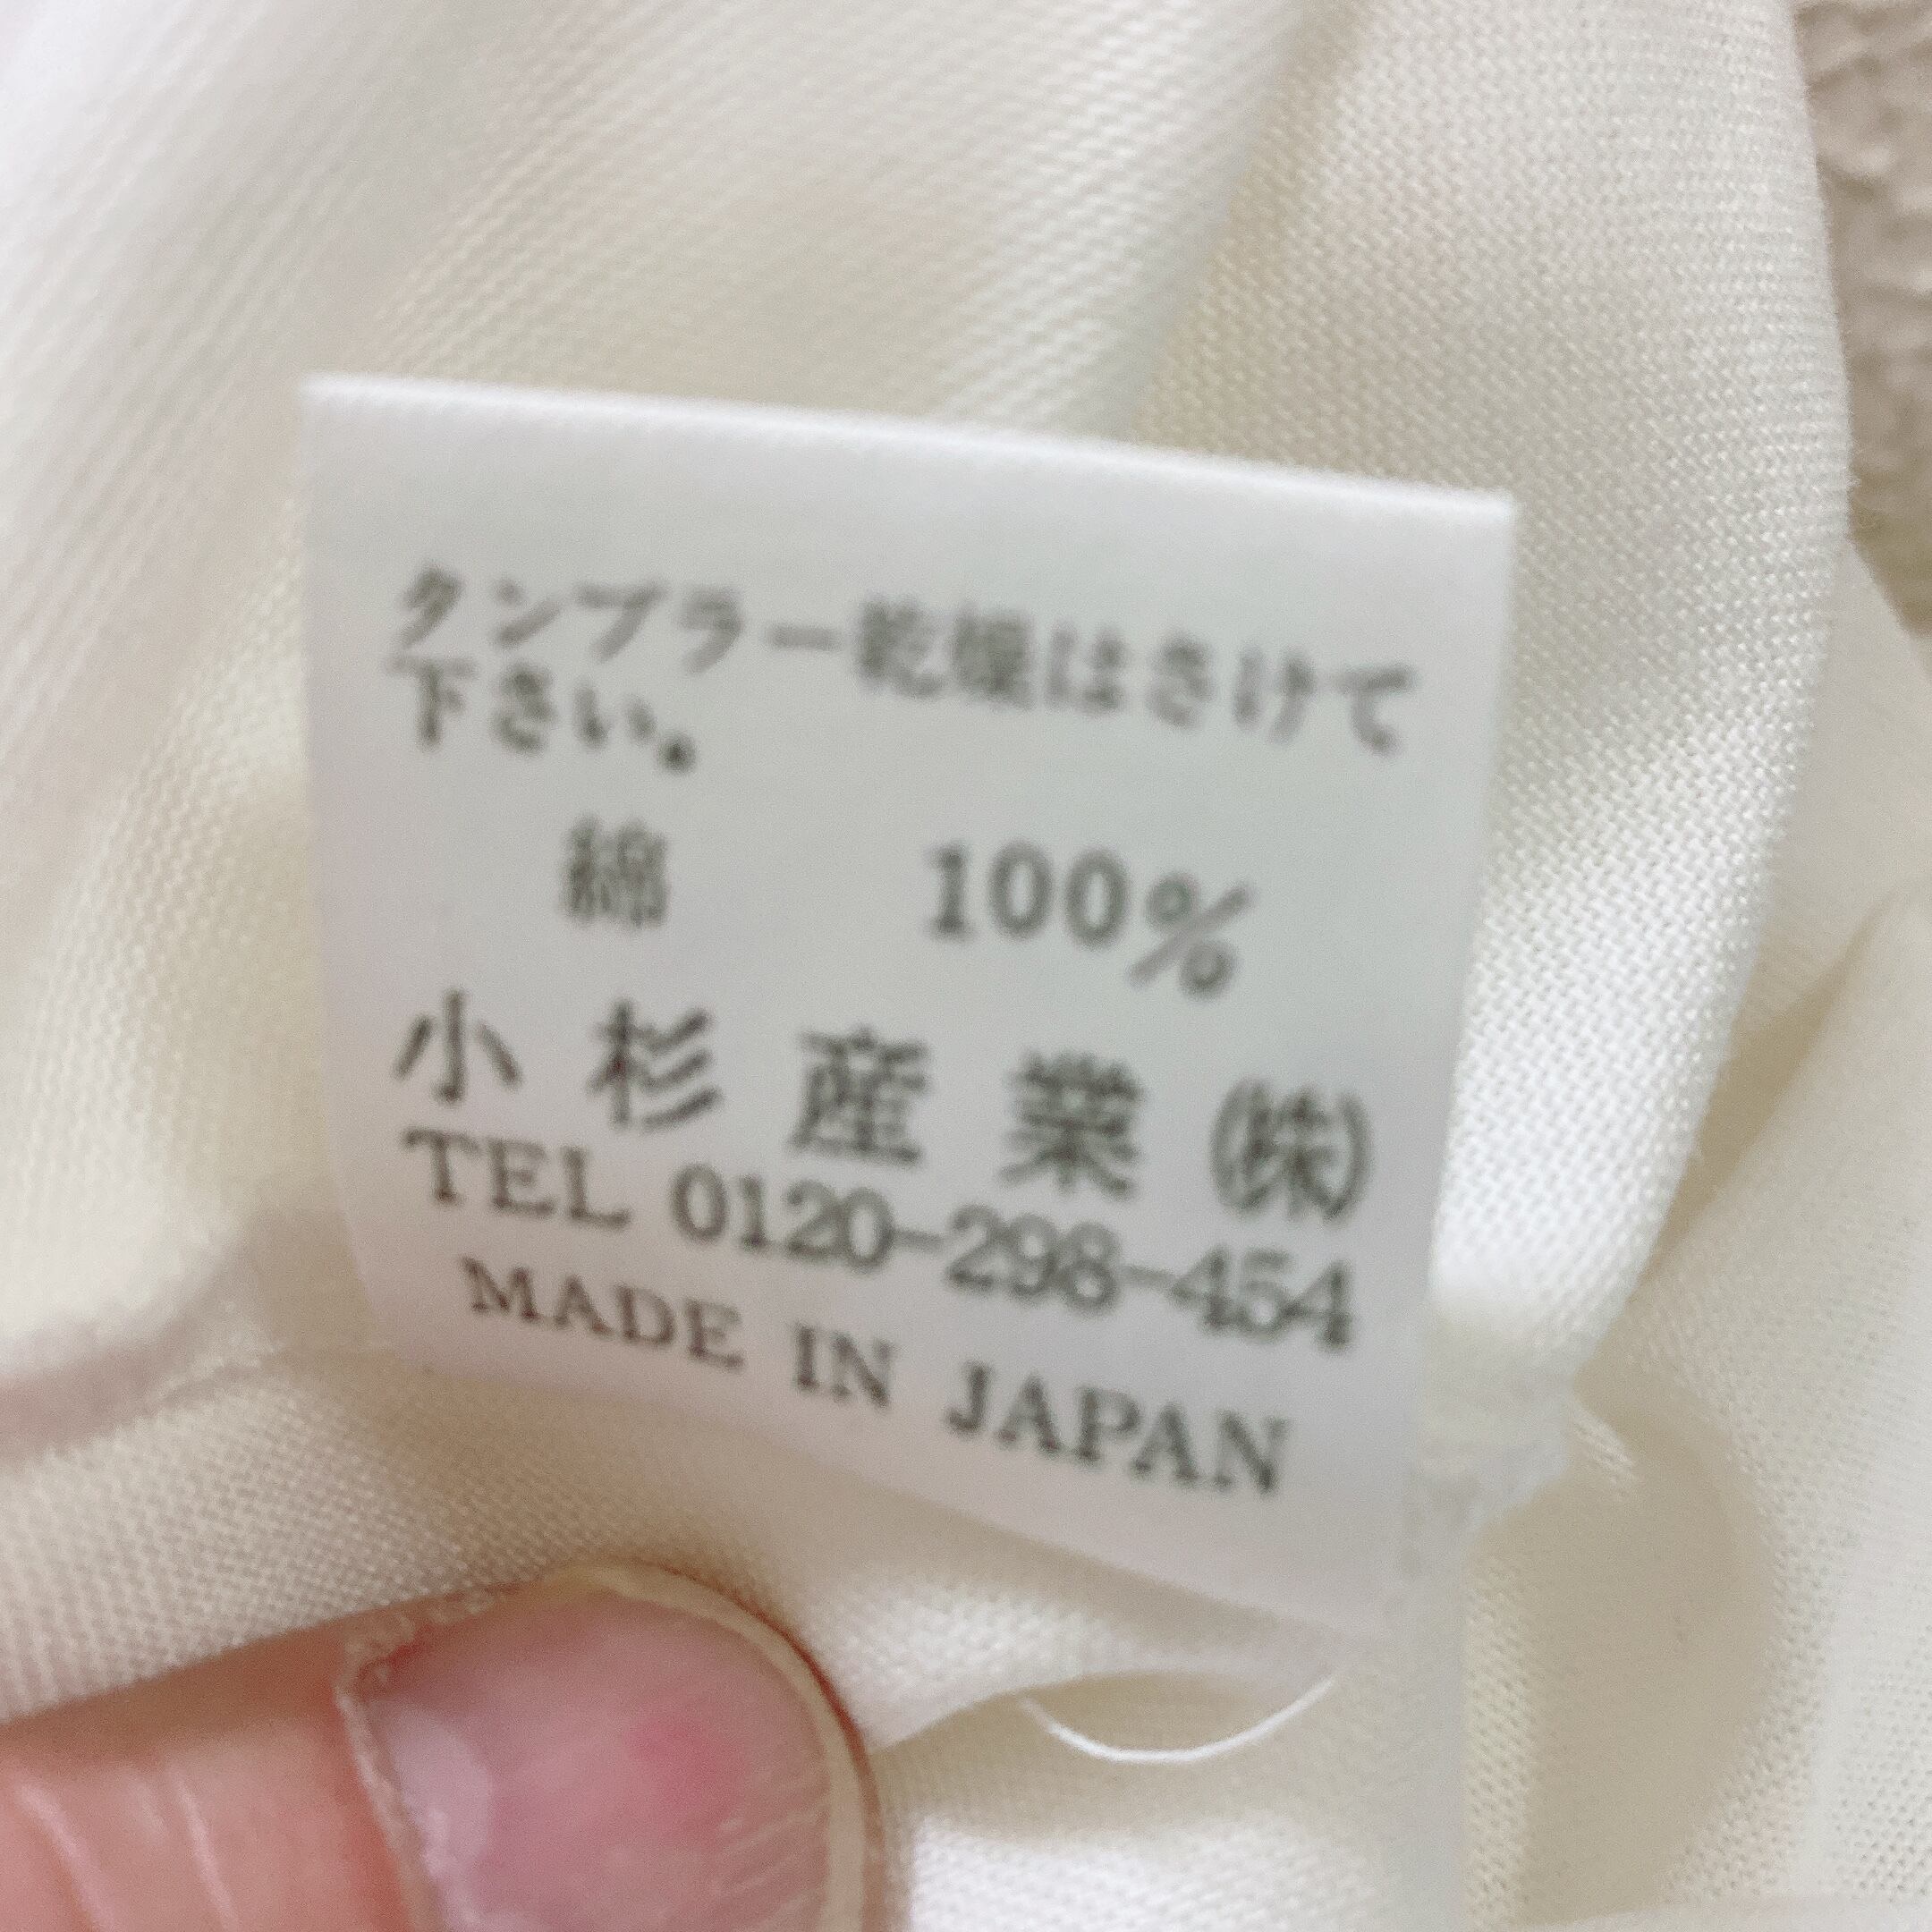 タンブラー乾燥はさけて
下さい。
綿 100%
小杉産業㈱
TEL 0120-298-454
MADE IN JAPAN